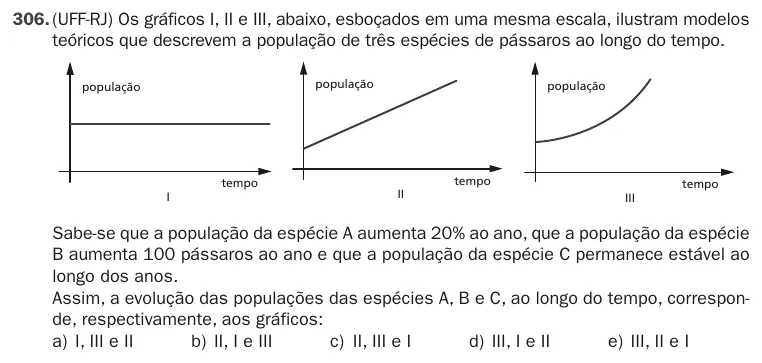 306. (UFF-RJ) Os gráficos I, II e III, abaixo, esboçados em uma mesma escala, ilustram modelos
teóricos que descrevem a população de três espécies de pássaros ao longo do tempo.
população
tempo
I
população
tempo
II
população
tempo
III
Sabe-se que a população da espécie A aumenta 20% ao ano, que a população da espécie
B aumenta 100 pássaros ao ano e que a população da espécie C permanece estável ao
longo dos anos.
Assim, a evolução das populações das espécies A, B e C, ao longo do tempo, correspon-
de, respectivamente, aos gráficos:
a) I, III e II b) II, I e III c) II, III e I d) III, I e II e) III, II e I